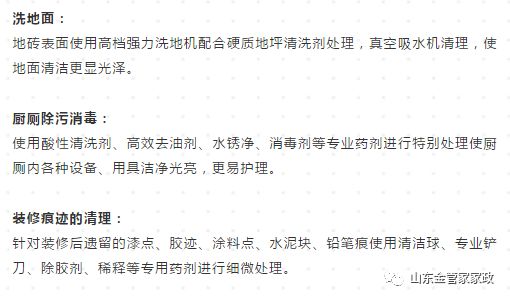 洗地面：
地砖表面使用高档强力洗地机配合硬质地坪清洗剂处理，真空吸水机清理，使
地面清洁更显光泽。
厨厕除污消毒：
使用酸性清洗剂、高效去油剂、水锈净、消毒剂等专业药剂进行特别处理使厨
厕内各种设备、用具洁净光亮，更易护理。
装修痕迹的清理：
针对装修后遗留的漆点、胶迹、涂料点、水泥块、铅笔痕使用清洁球、专业铲
刀、除胶剂、稀释等专用药剂进行细微处理。
山东金管家家政